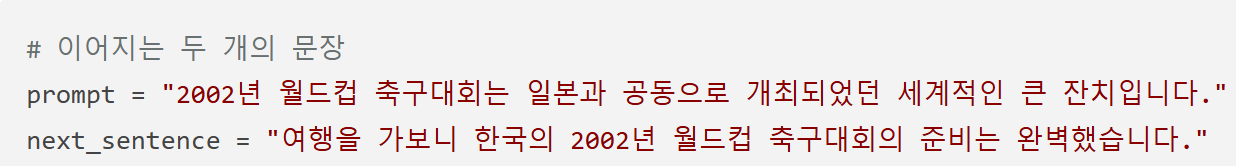 # 이어지는 두 개의 문장
prompt = "2002년 월드컵 축구대회는 일본과 공동으로 개최되었던 세계적인 큰 잔치입니다."
next_sentence = "여행을 가보니 한국의 2002년 월드컵 축구대회의 준비는 완벽했습니다."